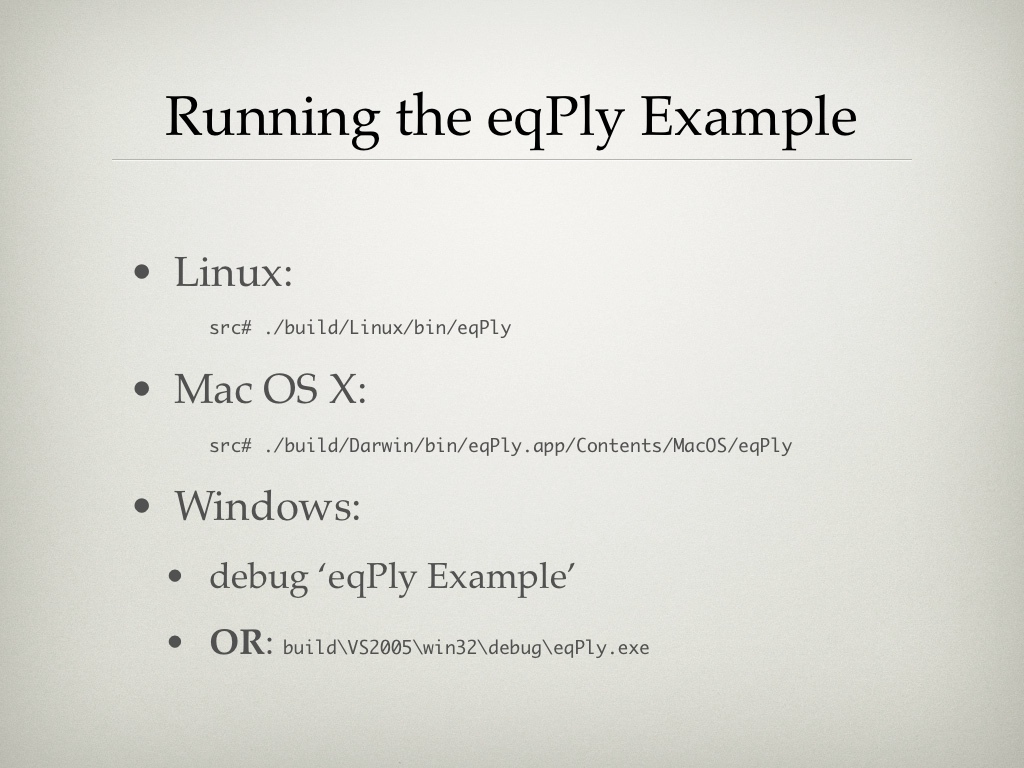 Running the eqPly Example
• Linux:
src# ./build/Linux/bin/eqPly
• Mac OS X:
src# ./build/Darwin/bin/eqPly.app/Contents/MacOS/eqPly
• Windows:
• debug ‘eqPly Example’
• OR: build\VS2005\win32\debug\eqPly.exe